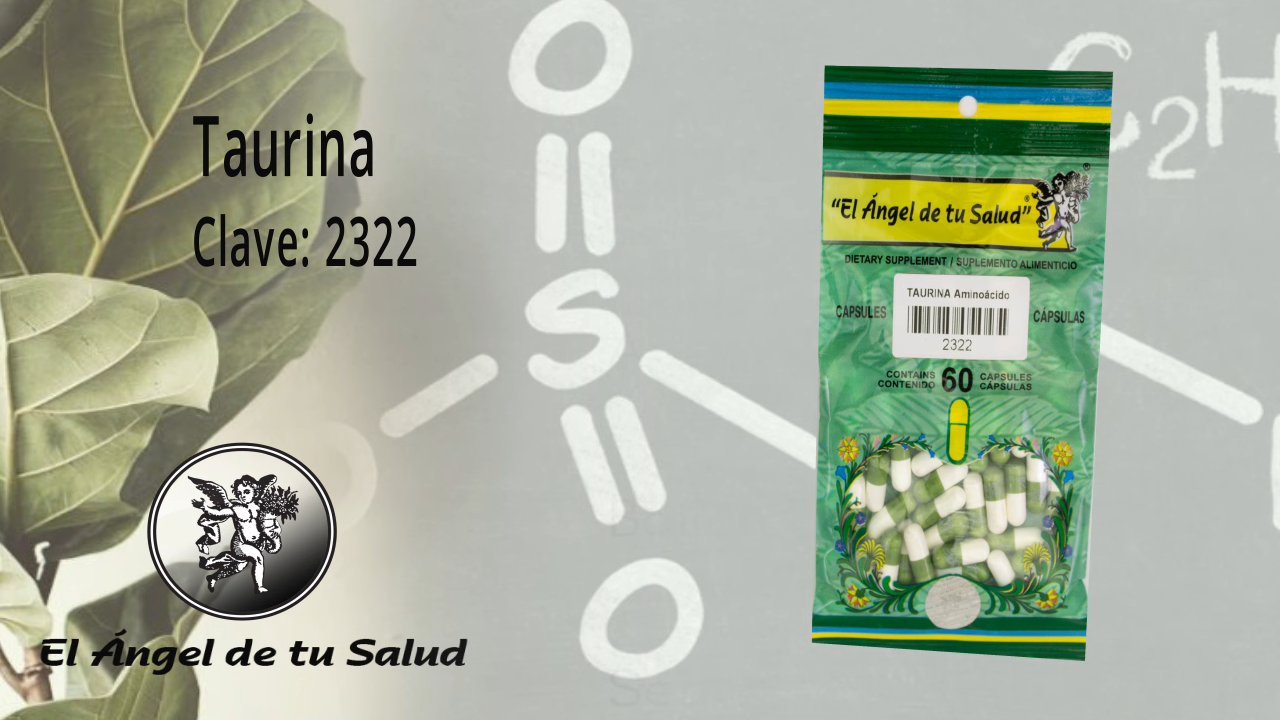 Taurina
Clave: 2322
El Ángel de tu Salud
O
S
O
C2H
“El Ángel de tu Salud”®
®
DIETARY SUPPLEMENT / SUPLEMENTO ALIMENTICIO
CAPSULES
TAURINA Aminoácido
2322
CÁPSULAS
CONTAINS
CONTENIDO
60
CAPSULES
CÁPSULAS